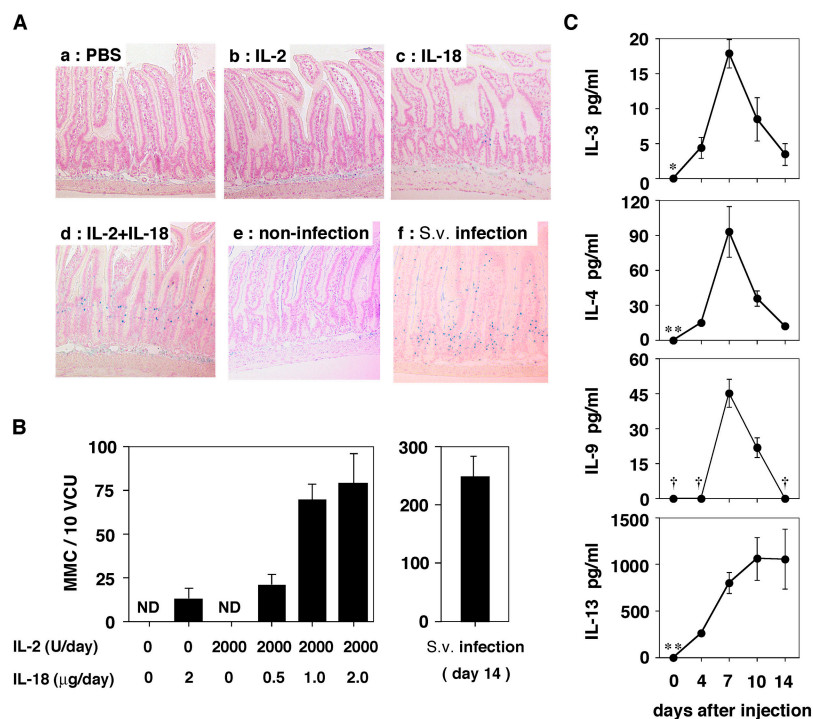 A
a : PBS
b : IL-2
c : IL-18
d : IL-2+IL-18
e : non-infection
f : S.v. infection
B
MMC / 10 VCU
100
75
50
25
0
ND
ND
IL-2 (U/day) 0 0 2000 2000 2000 2000
IL-18 (μg/day) 0 2 0 0.5 1.0 2.0
300
200
100
0
S.v. infection
( day 14 )
C
IL-3 pg/ml
20
15
10
5
0
*
IL-4 pg/ml
120
90
60
30
0
**
IL-9 pg/ml
60
45
30
15
0
† † †
IL-13 pg/ml
1500
1000
500
0
**
0 4 7 10 14
days after injection